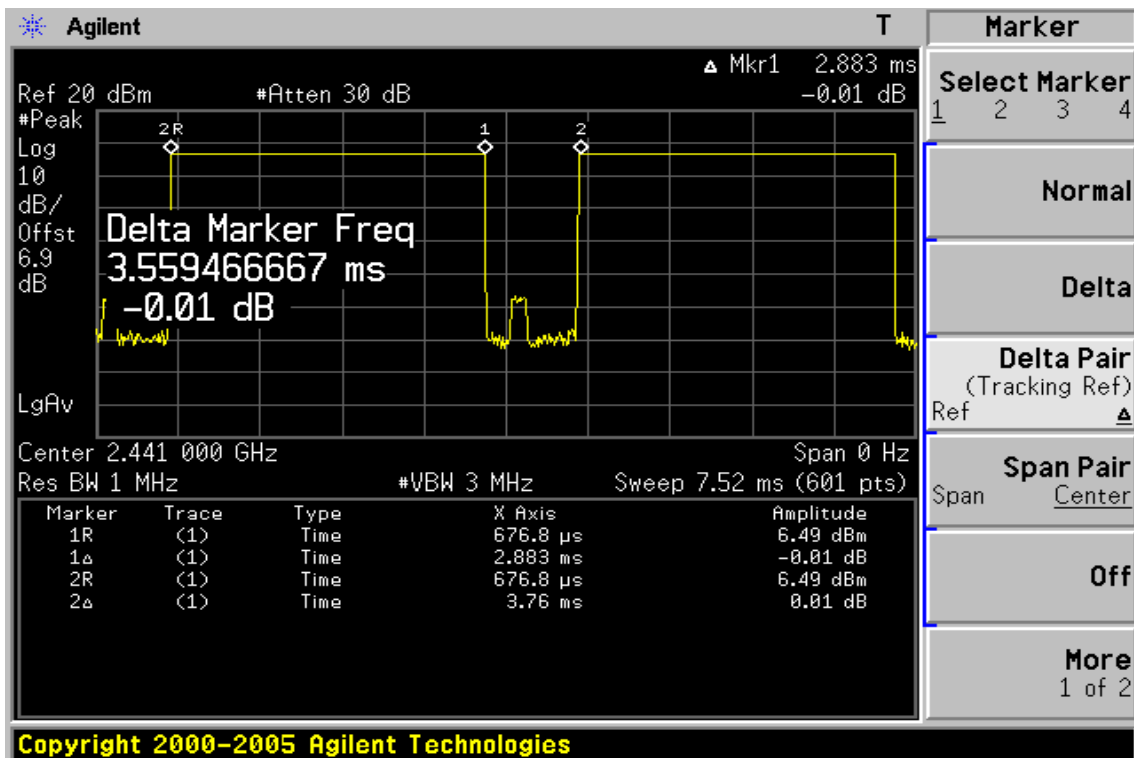 Agilent T
▵ Mkr1 2.883 ms
Ref 20 dBm #Atten 30 dB -0.01 dB
#Peak
Log
10
dB/
Offst
6.9
dB
2R 1 2
Delta Marker Freq
3.559466667 ms
-0.01 dB
LgAv
Center 2.441 000 GHz Span 0 Hz
Res BW 1 MHz #VBW 3 MHz Sweep 7.52 ms (601 pts)
Marker Trace Type X Axis Amplitude
1R (1) Time 676.8 µs 6.49 dBm
1▵ (1) Time 2.883 ms -0.01 dB
2R (1) Time 676.8 µs 6.49 dBm
2▵ (1) Time 3.76 ms 0.01 dB
Marker
Select Marker
1 2 3 4
Normal
Delta
Delta Pair
(Tracking Ref)
Ref ▵
Span Pair
Span Center
Off
More
1 of 2
Copyright 2000-2005 Agilent Technologies